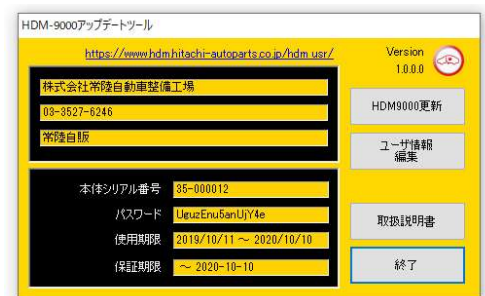 HDM-9000アップデートツール
https://www.hdm.hitachi-autoparts.co.jp/hdm_usr/
Version
1.0.0.0
株式会社常陸自動車整備工場
03-3527-6246
常陸自販
HDM9000更新
ユーザ情報
編集
本体シリアル番号 35-000012
パスワード UguzEnu5anUjY4e
使用期限 2019/10/11 ~ 2020/10/10
保証期限 ~ 2020-10-10
取扱説明書
終了